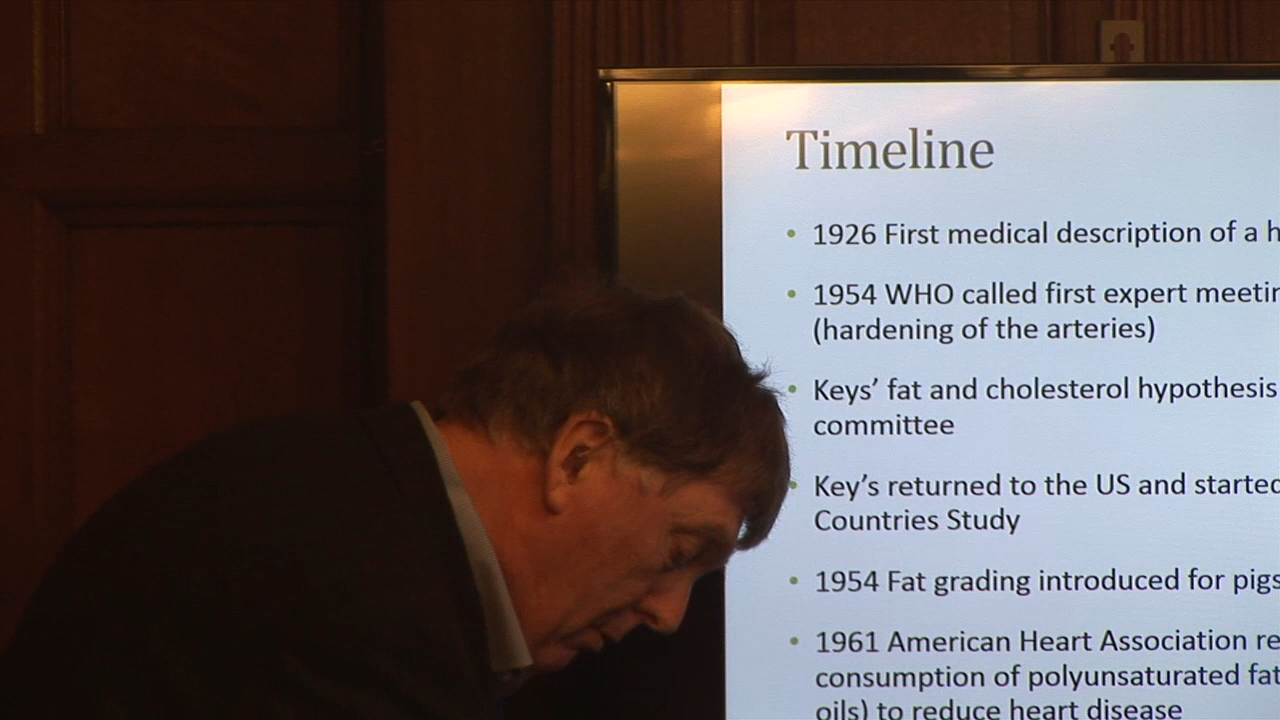 Timeline
• 1926 First medical description of a h
• 1954 WHO called first expert meetin
(hardening of the arteries)
• Keys’ fat and cholesterol hypothesis
committee
• Key’s returned to the US and started
Countries Study
• 1954 Fat grading introduced for pigs
• 1961 American Heart Association re
consumption of polyunsaturated fat
oils) to reduce heart disease